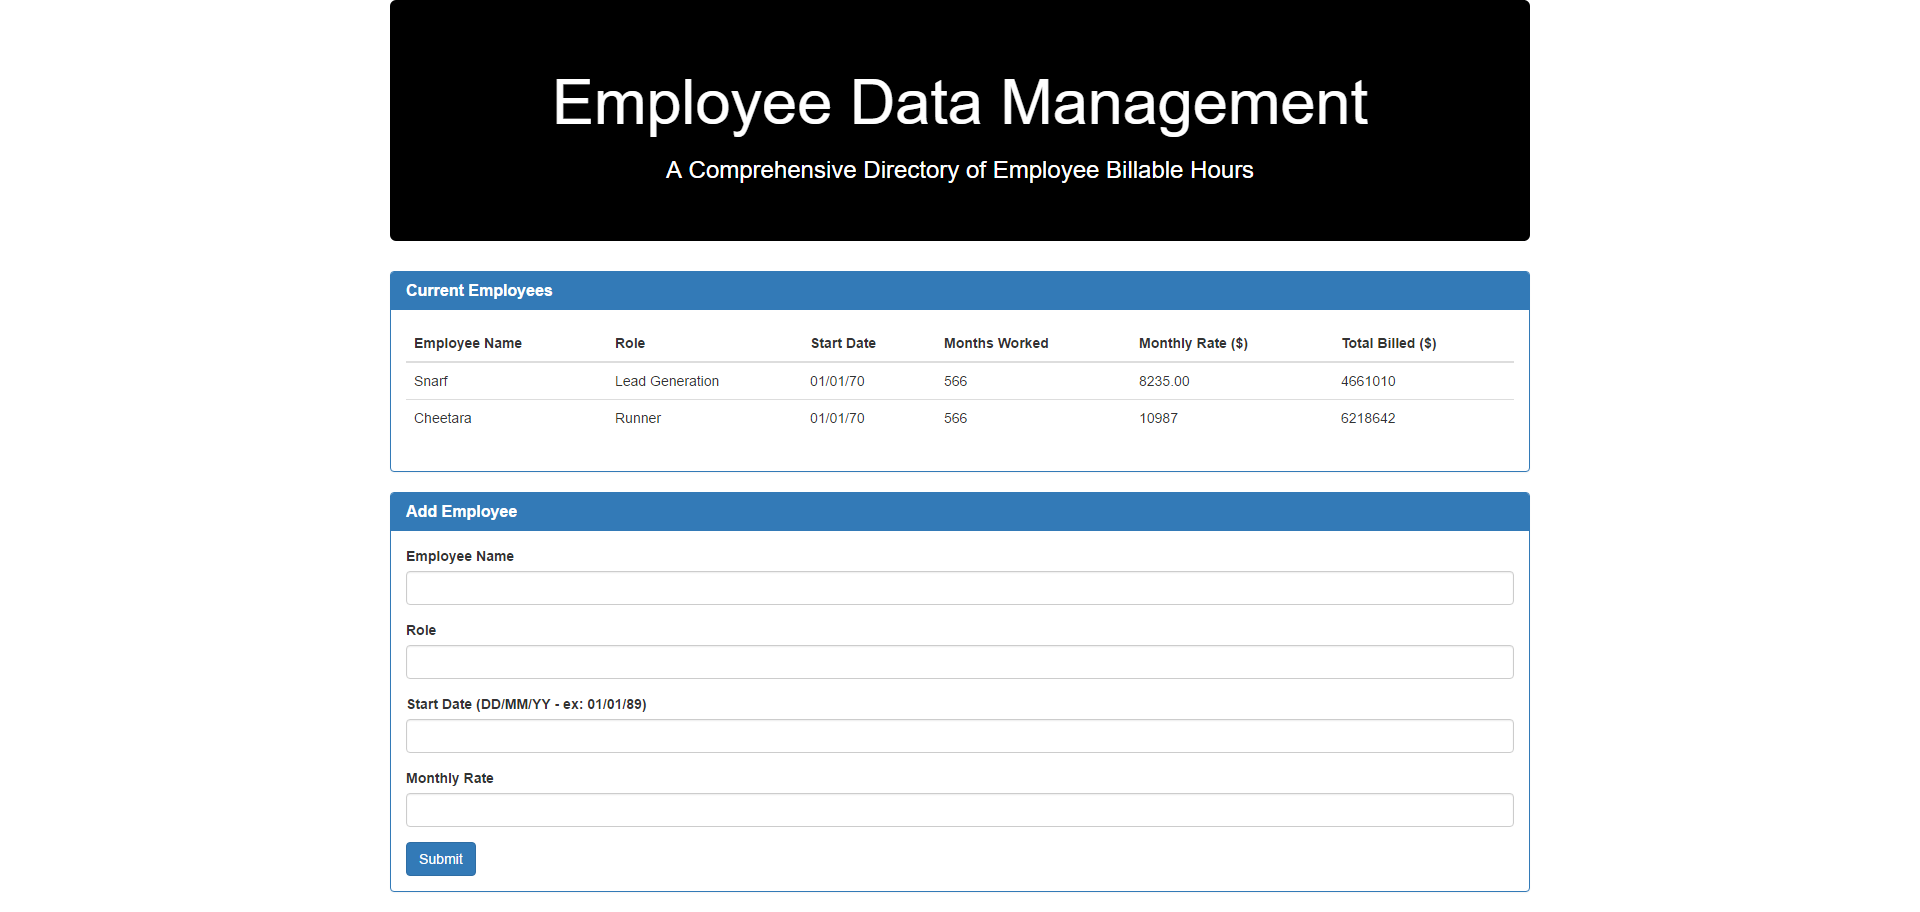 Employee Data Management
A Comprehensive Directory of Employee Billable Hours
Current Employees
Employee Name Role Start Date Months Worked Monthly Rate ($) Total Billed ($)
Snarf Lead Generation 01/01/70 566 8235.00 4661010
Cheetara Runner 01/01/70 566 10987 6218642
Add Employee
Employee Name
Role
Start Date (DD/MM/YY - ex: 01/01/89)
Monthly Rate
Submit